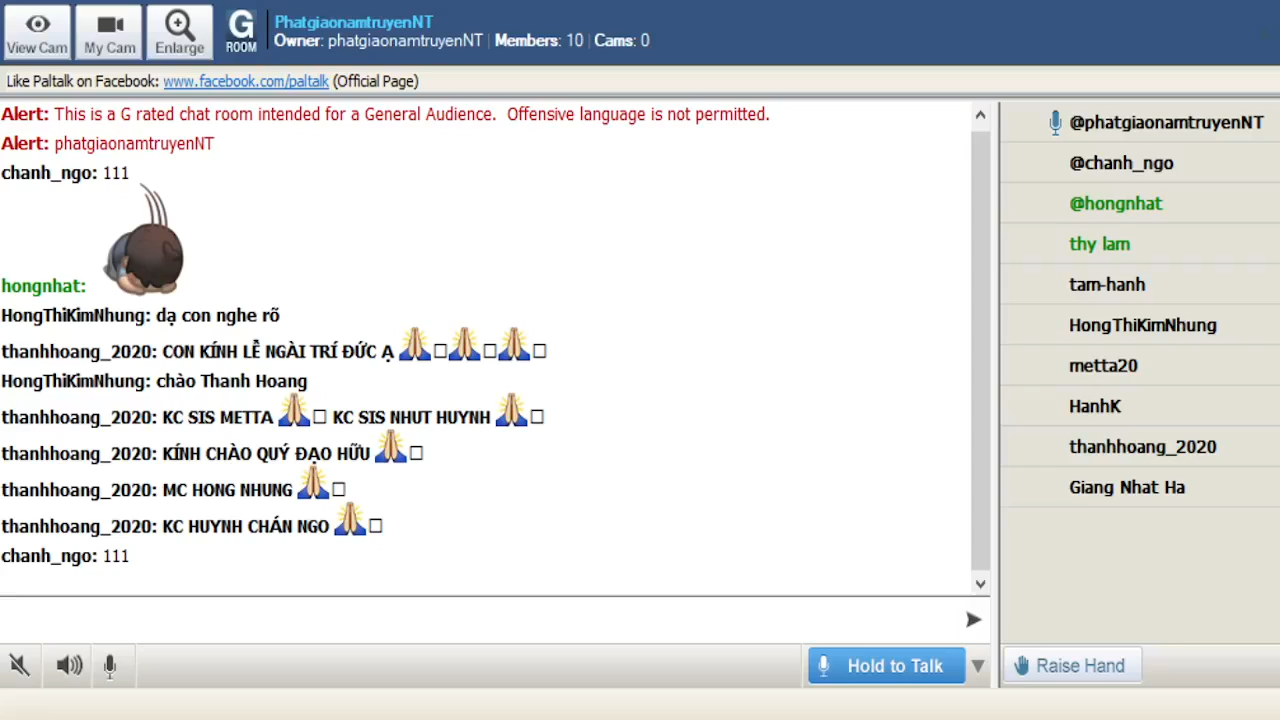 View Cam
My Cam
Enlarge
G
ROOM
PhatgiaonamtruyenNT
Owner: phatgiaonamtruyenNT | Members: 10 | Cams: 0
Like Paltalk on Facebook: www.facebook.com/paltalk (Official Page)
Alert: This is a G rated chat room intended for a General Audience.  Offensive language is not permitted.
Alert: phatgiaonamtruyenNT
chanh_ngo: 111
hongnhat:
HongThiKimNhung: dạ con nghe rõ
thanhhoang_2020: CON KÍNH LỄ NGÀI TRÍ ĐỨC Ạ
HongThiKimNhung: chào Thanh Hoang
thanhhoang_2020: KC SIS METTA KC SIS NHUT HUYNH
thanhhoang_2020: KÍNH CHÀO QUÝ ĐẠO HỮU
thanhhoang_2020: MC HONG NHUNG
thanhhoang_2020: KC HUYNH CHÁN NGO
chanh_ngo: 111
@phatgiaonamtruyenNT
@chanh_ngo
@hongnhat
thy lam
tam-hanh
HongThiKimNhung
metta20
HanhK
thanhhoang_2020
Giang Nhat Ha
Hold to Talk
Raise Hand